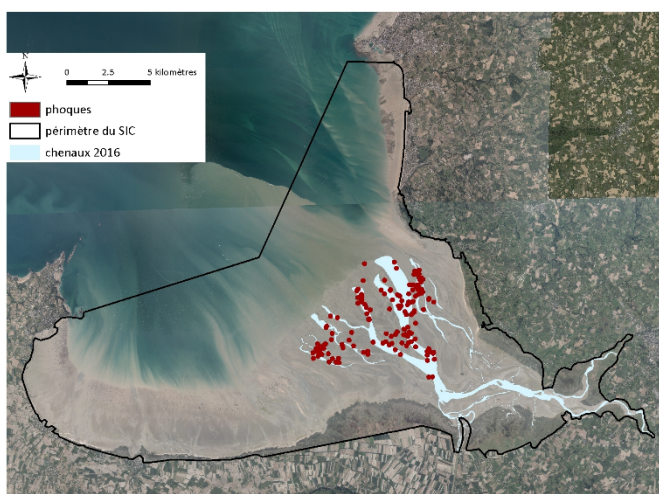 N
0 2.5 5 kilomètres
phoques
périmètre du SIC
chenaux 2016